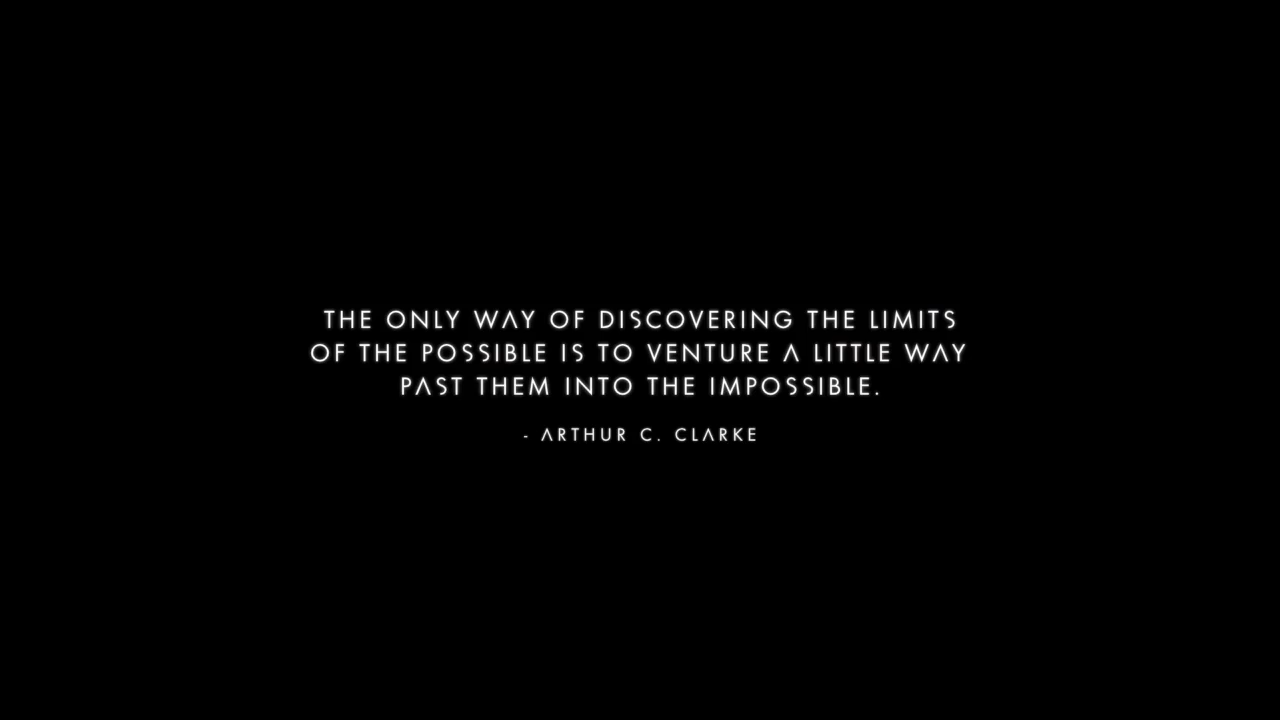 THE ONLY WAY OF DISCOVERING THE LIMITS
OF THE POSSIBLE IS TO VENTURE A LITTLE WAY
PAST THEM INTO THE IMPOSSIBLE.
- ARTHUR C. CLARKE